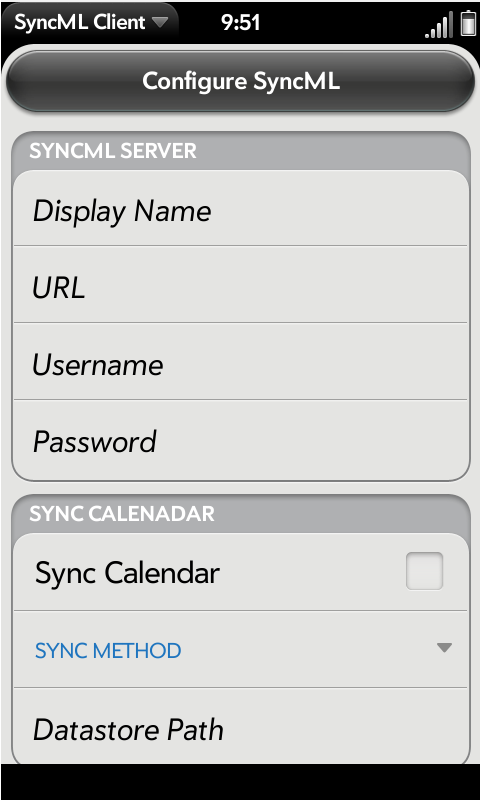 SyncML Client 9:51
Configure SyncML
SYNCML SERVER
Display Name
URL
Username
Password
SYNC CALENADAR
Sync Calendar
SYNC METHOD
Datastore Path